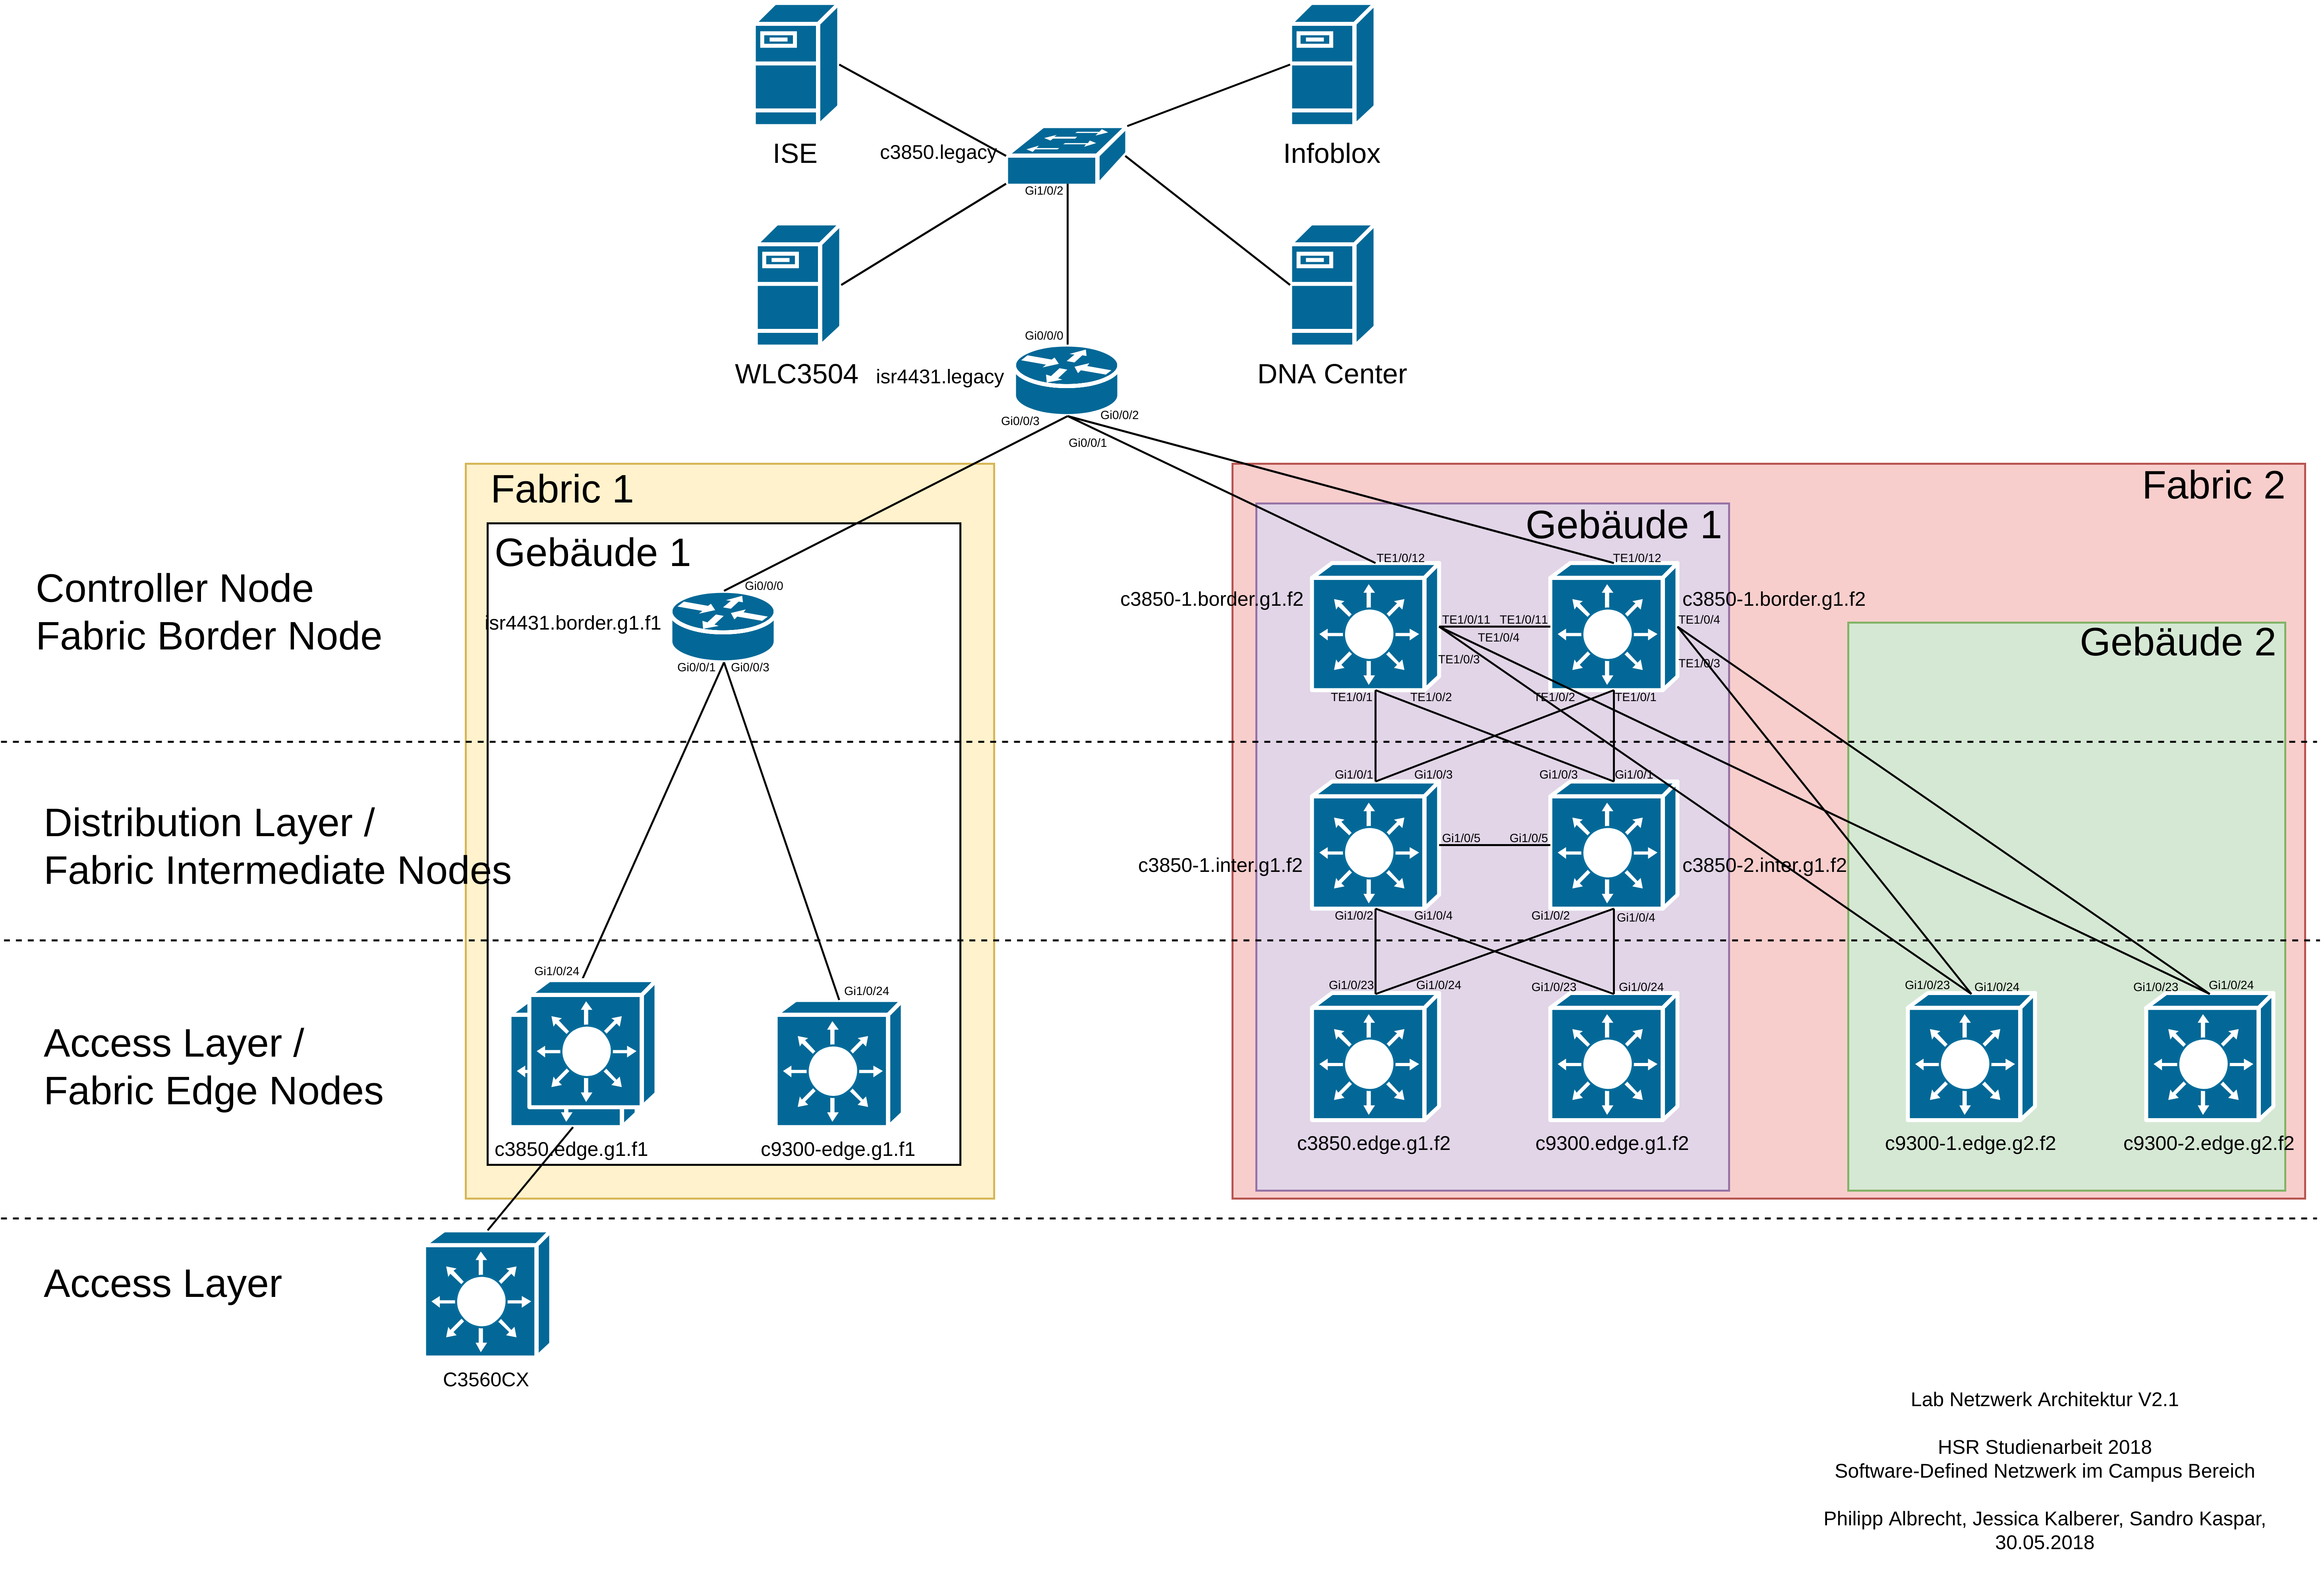 ISE
Infoblox
c3850.legacy
Gi1/0/2
Gi0/0/0
WLC3504
isr4431.legacy
DNA Center
Gi0/0/3
Gi0/0/2
Gi0/0/1
Fabric 1
Fabric 2
Gebäude 1
Gebäude 1
Gebäude 2
Controller Node
Fabric Border Node
Gi0/0/0
isr4431.border.g1.f1
Gi0/0/1
Gi0/0/3
TE1/0/12
TE1/0/12
c3850-1.border.g1.f2
c3850-1.border.g1.f2
TE1/0/11
TE1/0/11
TE1/0/4
TE1/0/4
TE1/0/3
TE1/0/3
TE1/0/1
TE1/0/2
TE1/0/2
TE1/0/1
Distribution Layer /
Fabric Intermediate Nodes
Gi1/0/1
Gi1/0/3
Gi1/0/3
Gi1/0/1
Gi1/0/5
Gi1/0/5
c3850-1.inter.g1.f2
c3850-2.inter.g1.f2
Gi1/0/2
Gi1/0/4
Gi1/0/2
Gi1/0/4
Access Layer /
Fabric Edge Nodes
Gi1/0/24
Gi1/0/24
Gi1/0/23
Gi1/0/24
Gi1/0/23
Gi1/0/24
Gi1/0/23
Gi1/0/24
Gi1/0/23
Gi1/0/24
c3850.edge.g1.f1
c9300-edge.g1.f1
c3850.edge.g1.f2
c9300.edge.g1.f2
c9300-1.edge.g2.f2
c9300-2.edge.g2.f2
Access Layer
C3560CX
Lab Netzwerk Architektur V2.1
HSR Studienarbeit 2018
Software-Defined Netzwerk im Campus Bereich
Philipp Albrecht, Jessica Kalberer, Sandro Kaspar,
30.05.2018